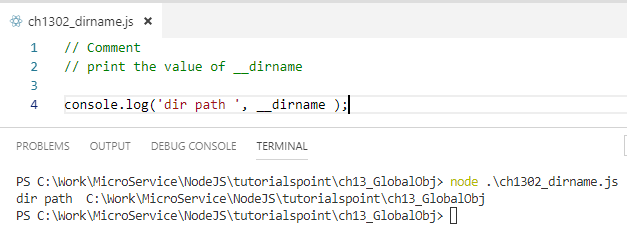 ch1302_dirname.js ×
1 // Comment
2 // print the value of __dirname
3
4 console.log('dir path ', __dirname );
PROBLEMS OUTPUT DEBUG CONSOLE TERMINAL
PS C:\Work\MicroService\NodeJS\tutorialspoint\ch13_GlobalObj> node .\ch1302_dirname.js
dir path  C:\Work\MicroService\NodeJS\tutorialspoint\ch13_GlobalObj
PS C:\Work\MicroService\NodeJS\tutorialspoint\ch13_GlobalObj>